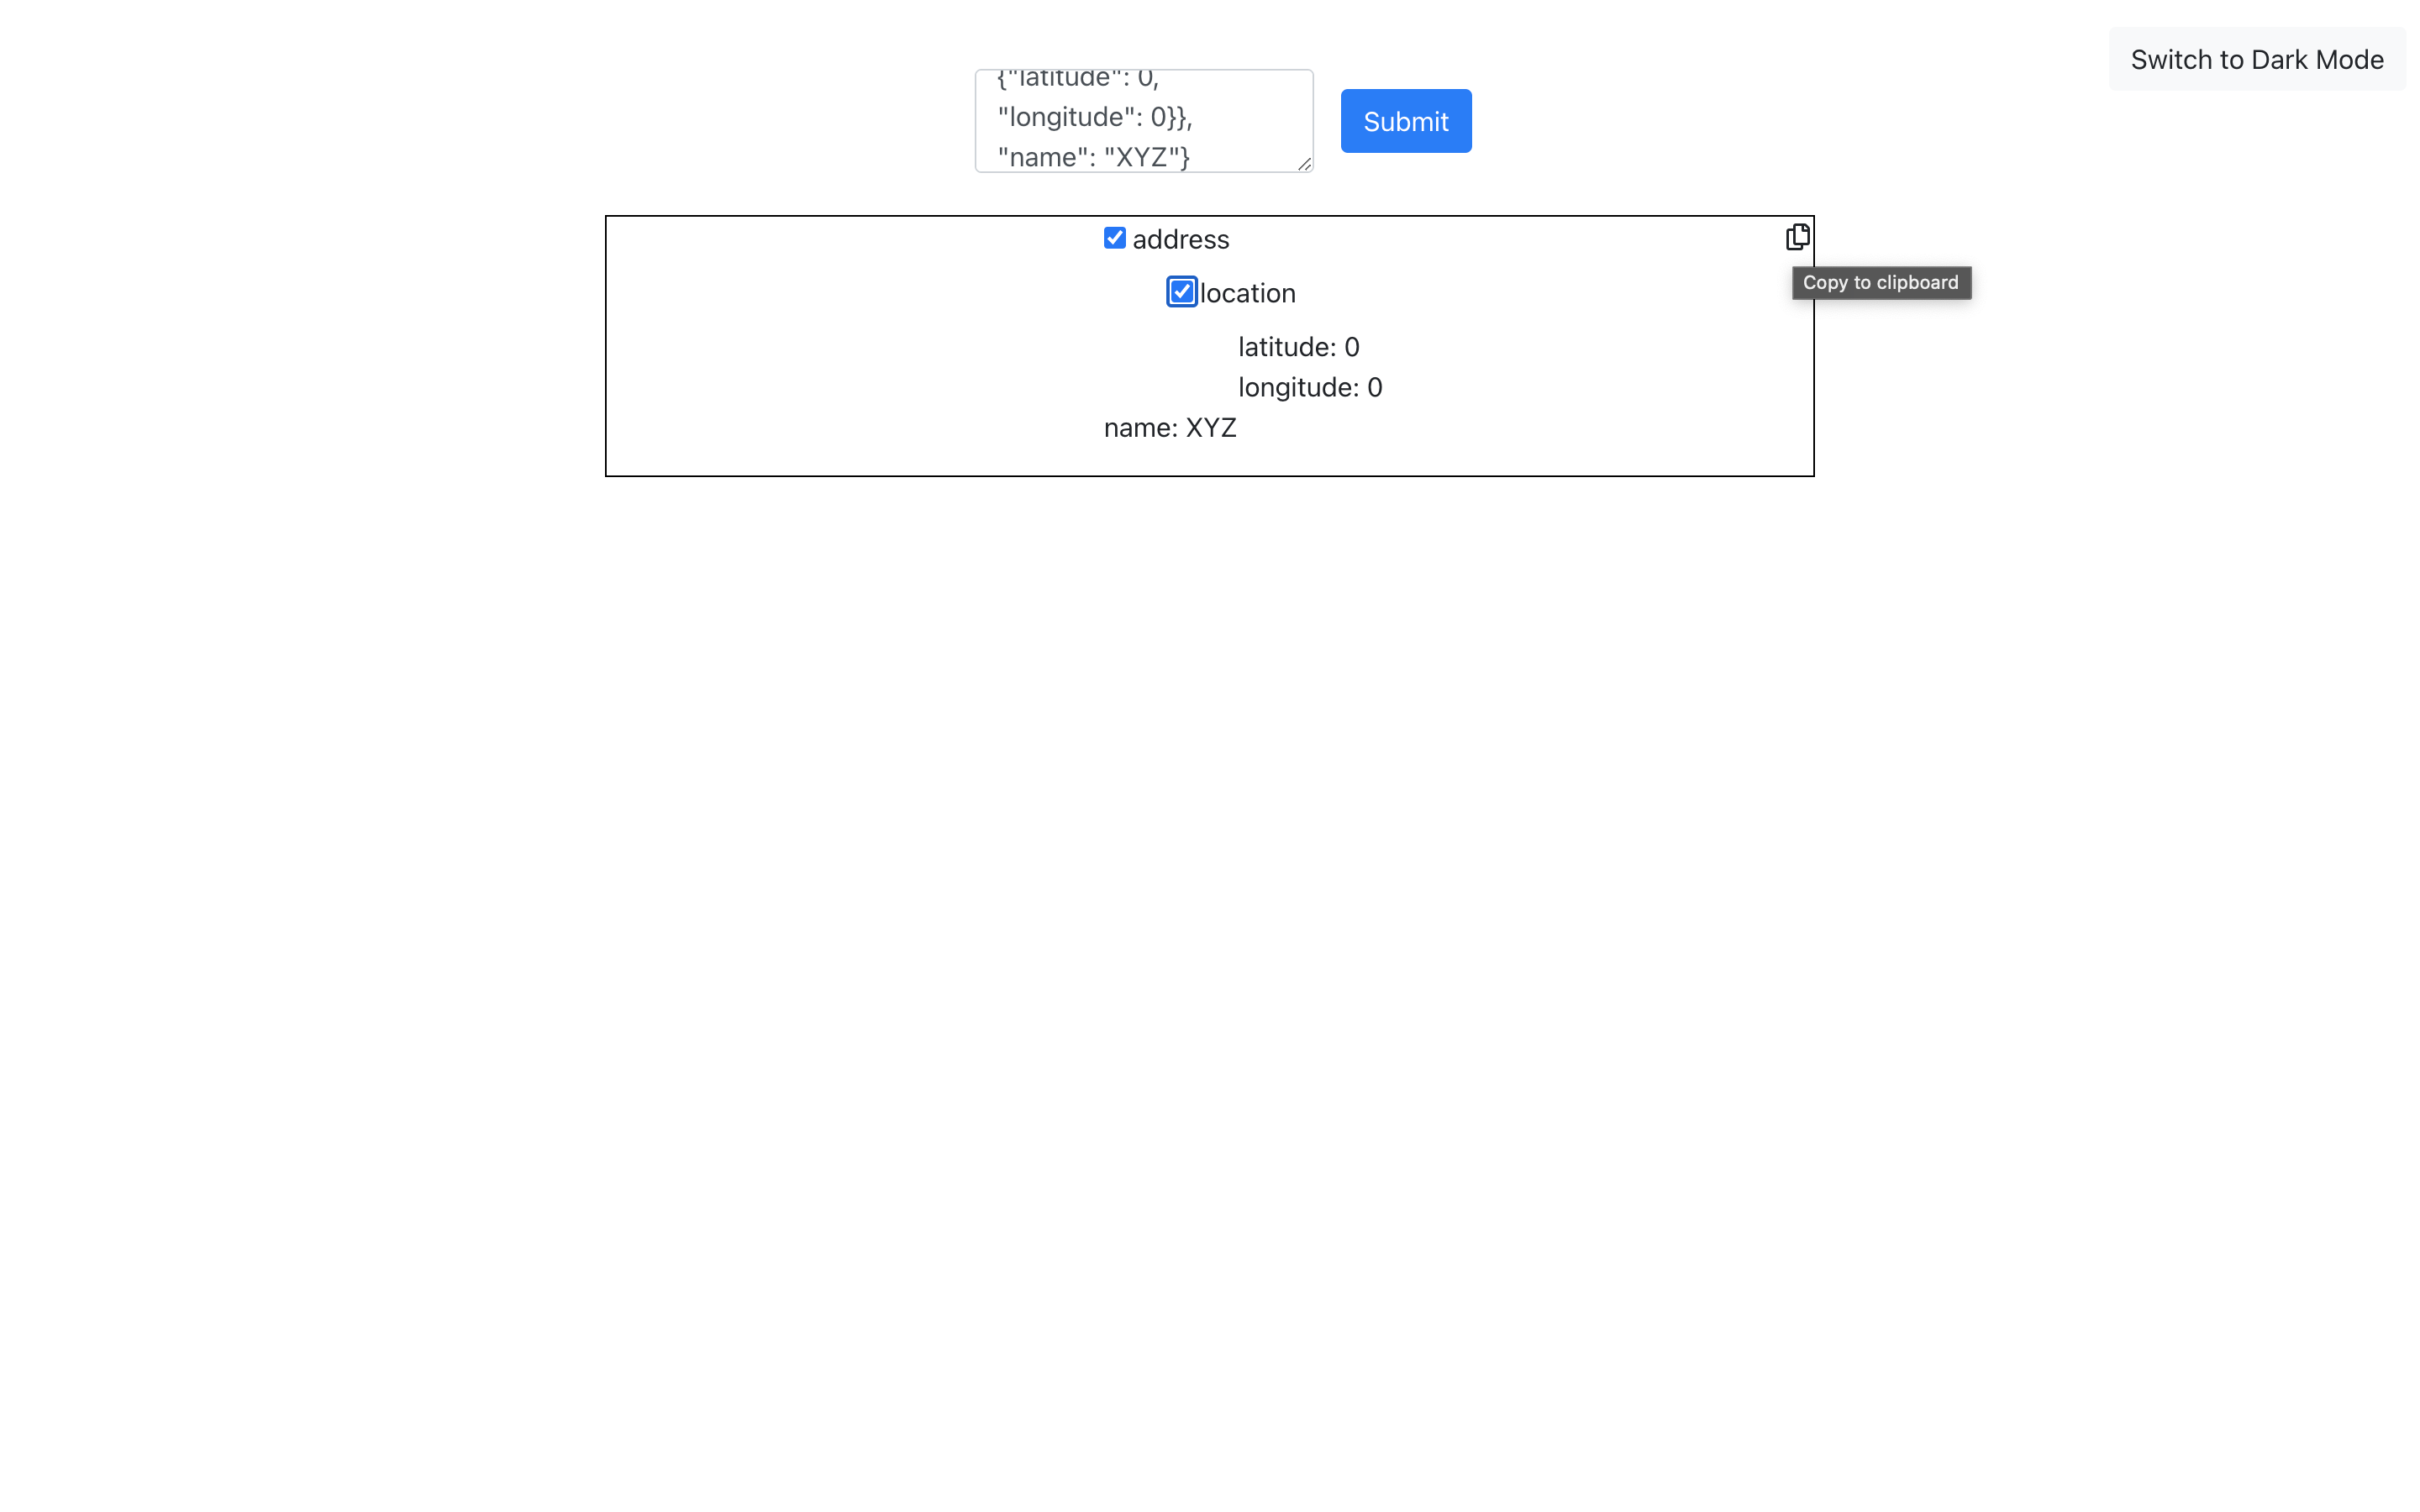 Switch to Dark Mode
{"latitude": 0,
"longitude": 0}},
"name": "XYZ"}
Submit
address
Copy to clipboard
location
latitude: 0
longitude: 0
name: XYZ